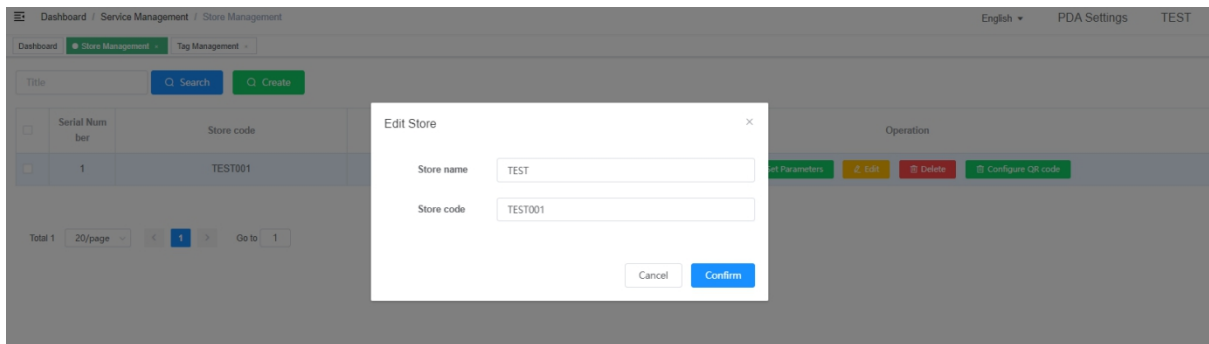 Dashboard / Service Management / Store Management
English
PDA Settings
TEST
Dashboard
Store Management ×
Tag Management ×
Title
Search
Create
Serial Num
ber
Store code
Operation
1
TEST001
Set Parameters
Edit
Delete
Configure QR code
Total 1
20/page
<
1
>
Go to
1
Edit Store
×
Store name
TEST
Store code
TEST001
Cancel
Confirm